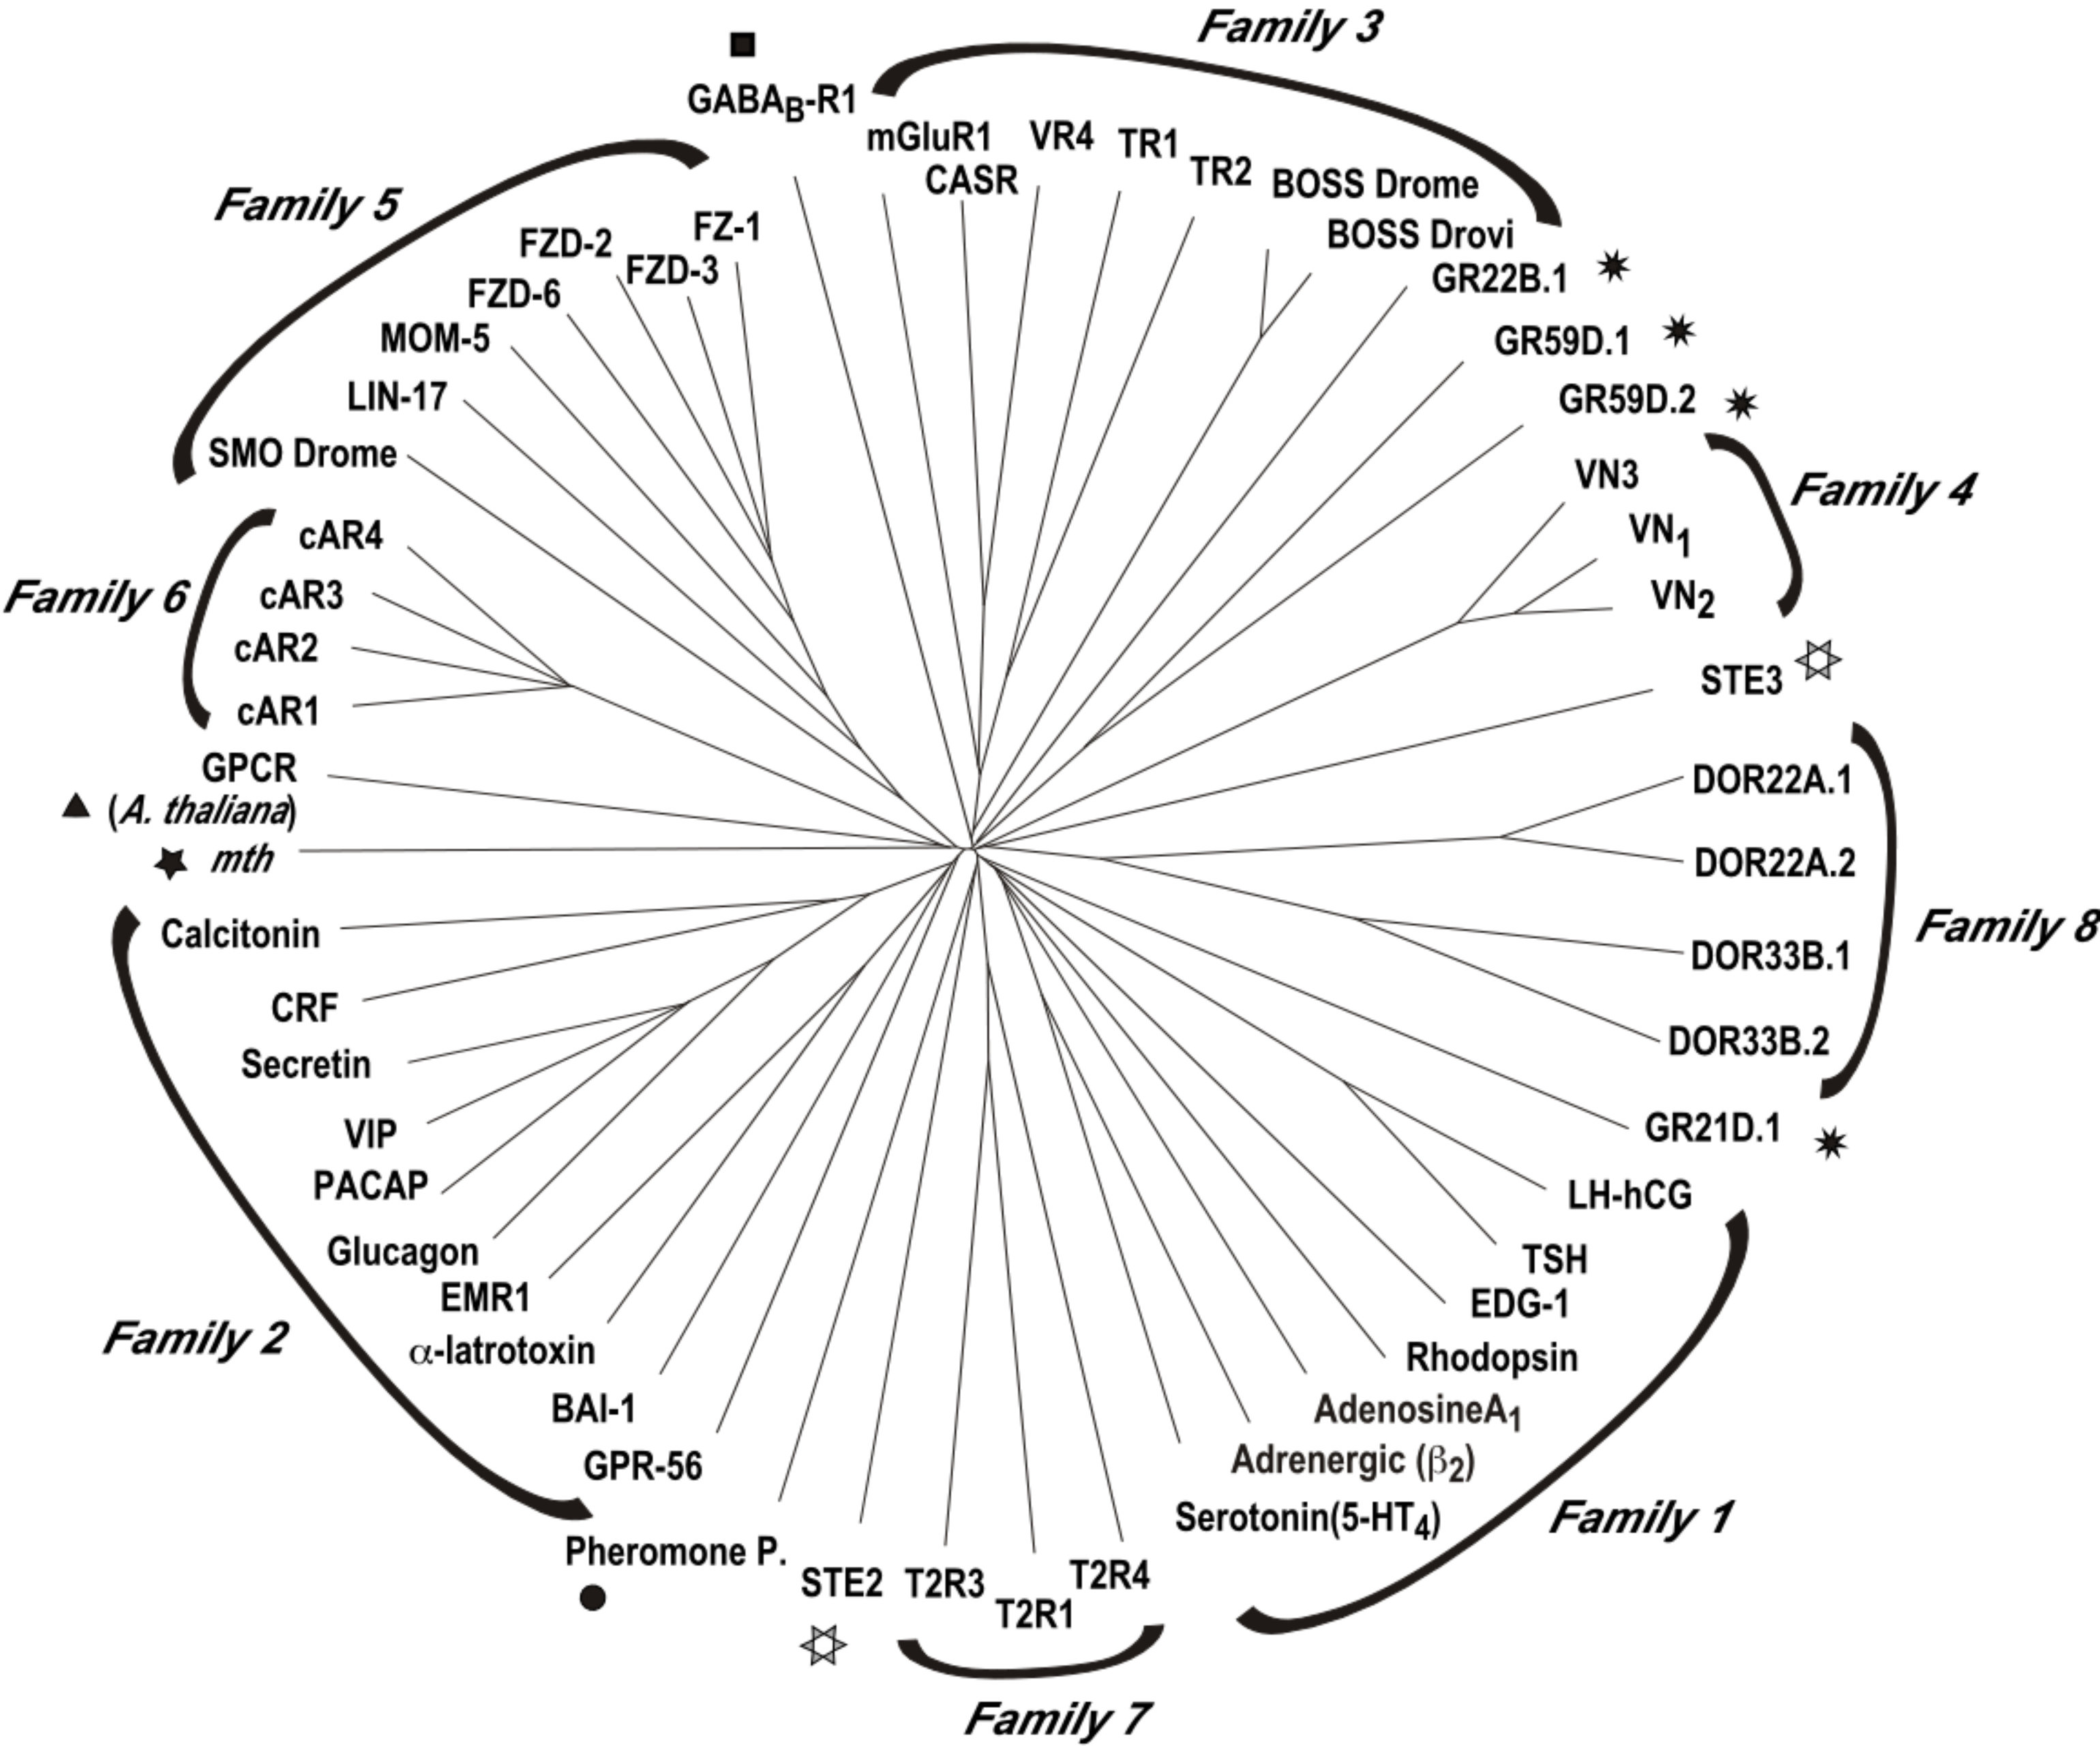 Family 3
GABAB-R1
mGluR1
VR4
TR1
CASR
TR2
BOSS Drome
BOSS Drovi
GR22B.1
GR59D.1
GR59D.2
Family 4
VN3
VN1
VN2
STE3
DOR22A.1
DOR22A.2
Family 8
DOR33B.1
DOR33B.2
GR21D.1
LH-hCG
TSH
EDG-1
Rhodopsin
AdenosineA1
Adrenergic (β2)
Serotonin(5-HT4)
Family 1
T2R4
T2R1
T2R3
Family 7
STE2
Pheromone P.
GPR-56
BAI-1
α-latrotoxin
EMR1
Glucagon
Family 2
PACAP
VIP
Secretin
CRF
Calcitonin
mth
GPCR
(A. thaliana)
cAR1
cAR2
cAR3
cAR4
Family 6
SMO Drome
LIN-17
MOM-5
FZD-6
FZD-2
FZD-3
FZ-1
Family 5